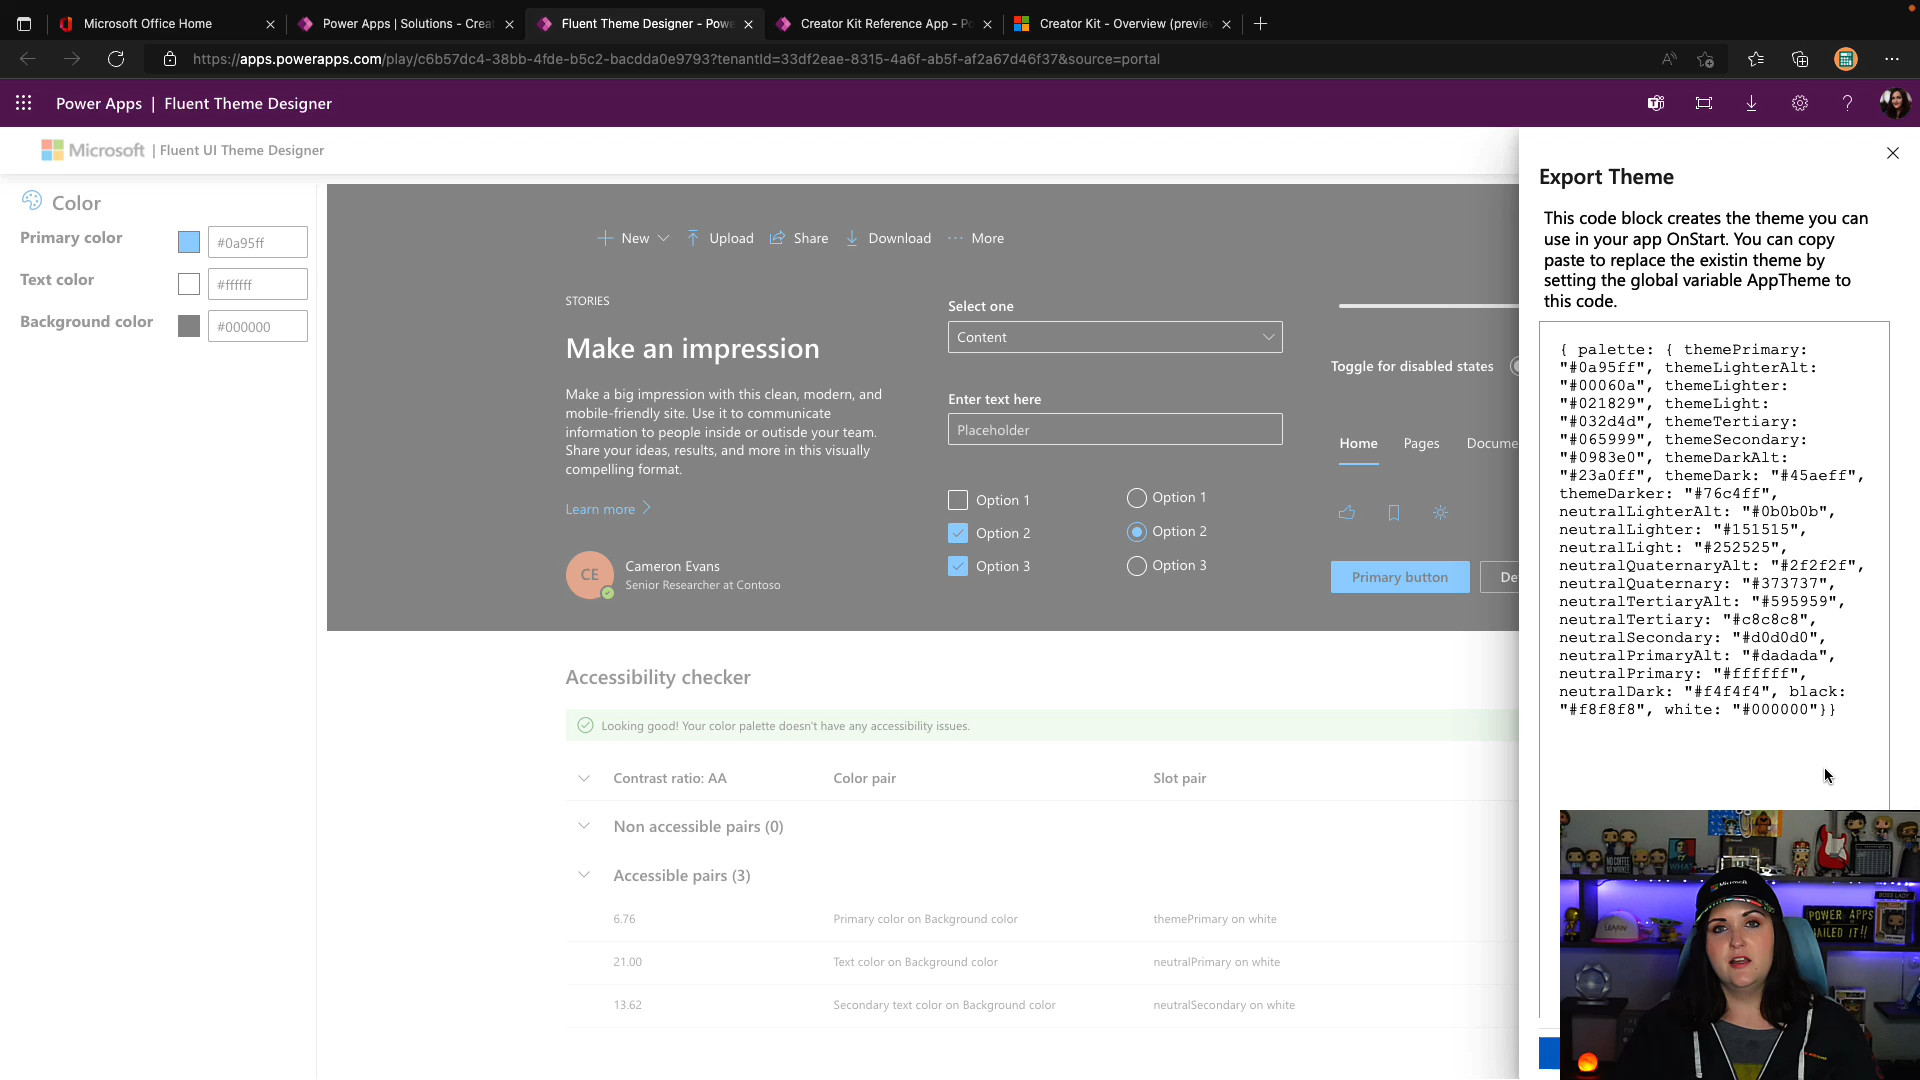 Microsoft Office Home
Power Apps | Solutions - Creat
Fluent Theme Designer - Powe
Creator Kit Reference App - Po
Creator Kit - Overview (preview
https://apps.powerapps.com/play/c6b57dc4-38bb-4fde-b5c2-bacdda0e9793?tenantId=33df2eae-8315-4a6f-ab5f-af2a67d46f37&source=portal
Power Apps | Fluent Theme Designer
Microsoft | Fluent UI Theme Designer
Color
Primary color
#0a95ff
Text color
#ffffff
Background color
#000000
New
Upload
Share
Download
More
STORIES
Make an impression
Make a big impression with this clean, modern, and
mobile-friendly site. Use it to communicate
information to people inside or outisde your team.
Share your ideas, results, and more in this visually
compelling format.
Learn more
CE
Cameron Evans
Senior Researcher at Contoso
Select one
Content
Enter text here
Placeholder
Option 1
Option 2
Option 3
Option 1
Option 2
Option 3
Toggle for disabled states
Home
Pages
Docume
Primary button
De
Accessibility checker
Looking good! Your color palette doesn't have any accessibility issues.
Contrast ratio: AA
Color pair
Slot pair
Non accessible pairs (0)
Accessible pairs (3)
6.76
Primary color on Background color
themePrimary on white
21.00
Text color on Background color
neutralPrimary on white
13.62
Secondary text color on Background color
neutralSecondary on white
Export Theme
This code block creates the theme you can
use in your app OnStart. You can copy
paste to replace the existin theme by
setting the global variable AppTheme to
this code.
{ palette: { themePrimary:
"#0a95ff", themeLighterAlt:
"#00060a", themeLighter:
"#021829", themeLight:
"#032d4d", themeTertiary:
"#065999", themeSecondary:
"#0983e0", themeDarkAlt:
"#23a0ff", themeDark: "#45aeff",
themeDarker: "#76c4ff",
neutralLighterAlt: "#0b0b0b",
neutralLighter: "#151515",
neutralLight: "#252525",
neutralQuaternaryAlt: "#2f2f2f",
neutralQuaternary: "#373737",
neutralTertiaryAlt: "#595959",
neutralTertiary: "#c8c8c8",
neutralSecondary: "#d0d0d0",
neutralPrimaryAlt: "#dadada",
neutralPrimary: "#ffffff",
neutralDark: "#f4f4f4", black:
"#f8f8f8", white: "#000000"}}
NO COFFEE
NO WORKEE
WHAT
BOSS LADY
LEARN
POWER APPS
NAILED IT!!
Microsoft